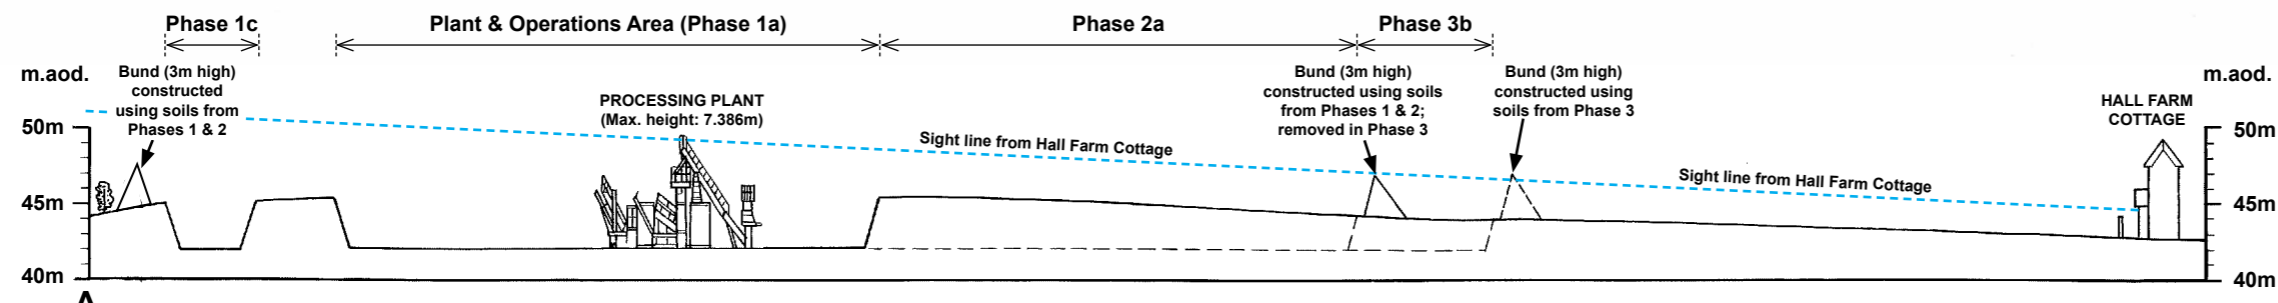 Phase 1c
Plant & Operations Area (Phase 1a)
Phase 2a
Phase 3b
m.aod.
Bund (3m high)
constructed
using soils from
Phases 1 & 2
PROCESSING PLANT
(Max. height: 7.386m)
Sight line from Hall Farm Cottage
Bund (3m high)
constructed using soils
from Phases 1 & 2;
removed in Phase 3
Bund (3m high)
constructed using
soils from Phase 3
Sight line from Hall Farm Cottage
m.aod.
HALL FARM
COTTAGE
50m
45m
40m
50m
45m
40m
A